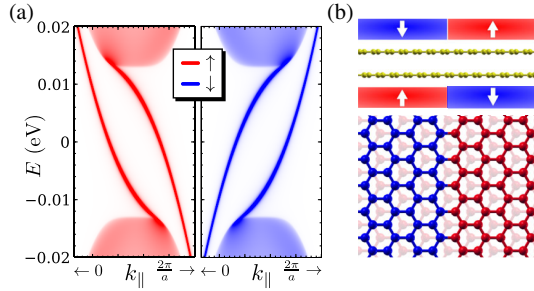 (a)
(b)
E (eV)
0.02
0.01
0
−0.01
−0.02
↑
↓
← 0 k∥ 2π/a →
← 0 k∥ 2π/a →